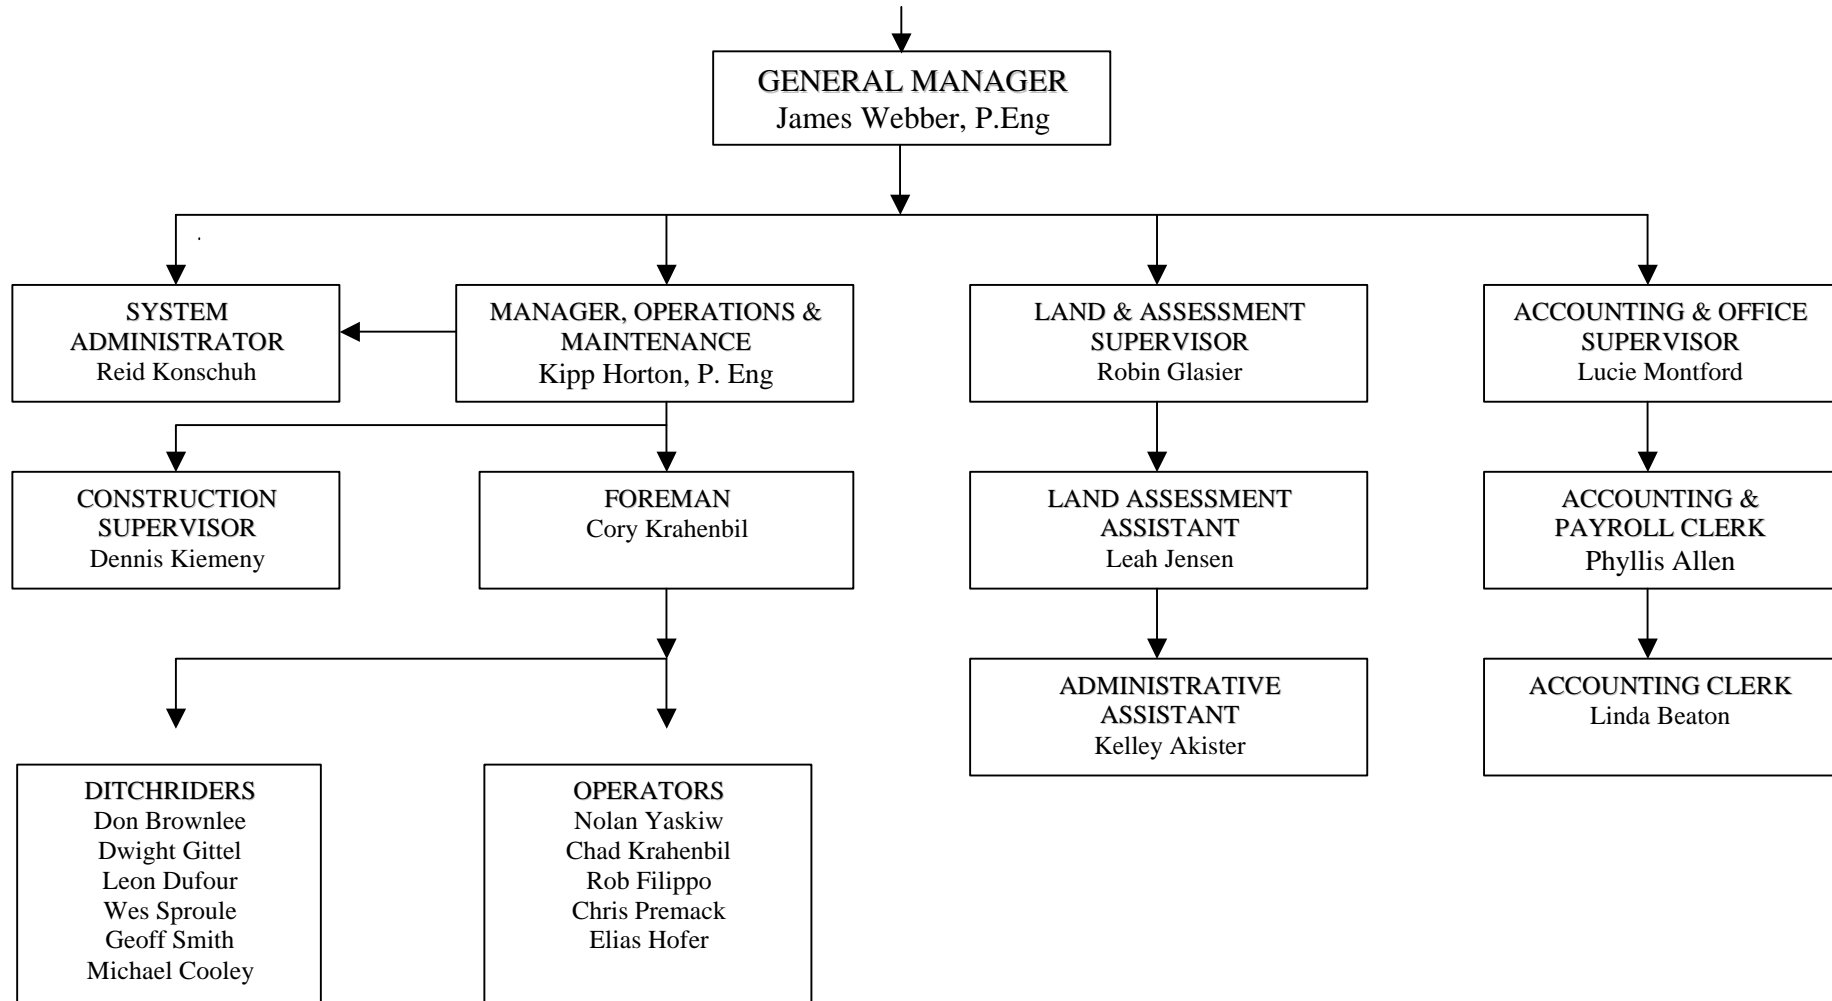 GENERAL MANAGER
James Webber, P.Eng
SYSTEM
ADMINISTRATOR
Reid Konschuh
MANAGER, OPERATIONS &
MAINTENANCE
Kipp Horton, P. Eng
LAND & ASSESSMENT
SUPERVISOR
Robin Glasier
ACCOUNTING & OFFICE
SUPERVISOR
Lucie Montford
CONSTRUCTION
SUPERVISOR
Dennis Kiemeny
FOREMAN
Cory Krahenbil
LAND ASSESSMENT
ASSISTANT
Leah Jensen
ACCOUNTING &
PAYROLL CLERK
Phyllis Allen
ADMINISTRATIVE
ASSISTANT
Kelley Akister
ACCOUNTING CLERK
Linda Beaton
DITCHRIDERS
Don Brownlee
Dwight Gittel
Leon Dufour
Wes Sproule
Geoff Smith
Michael Cooley
OPERATORS
Nolan Yaskiw
Chad Krahenbil
Rob Filippo
Chris Premack
Elias Hofer